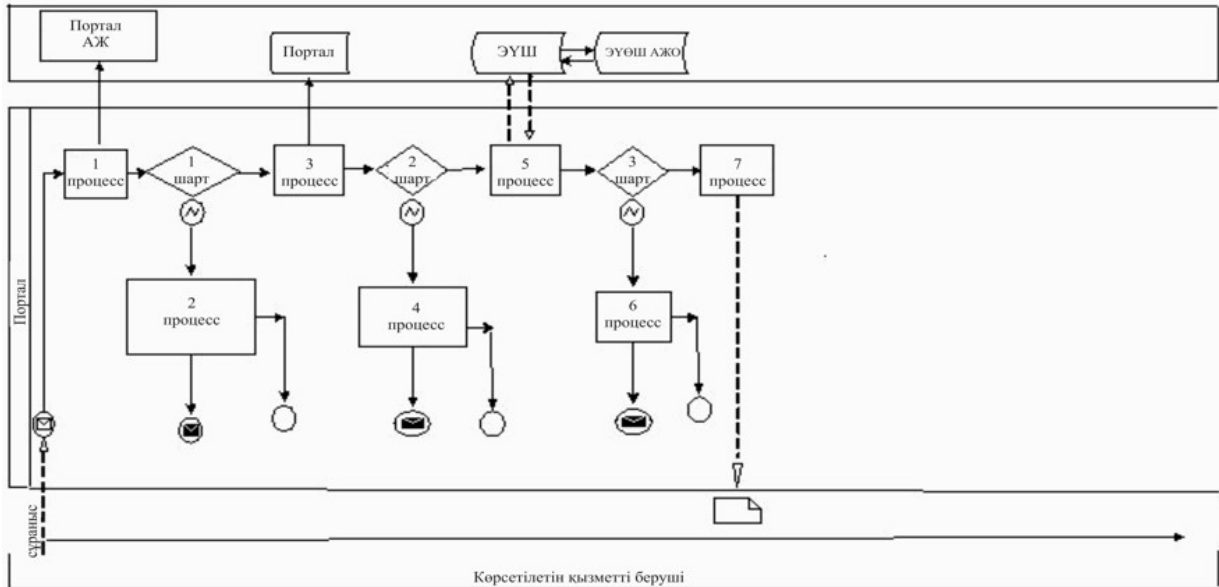 Портал
АЖ
Портал
ЭҮШ
ЭҮӨШ АЖО
1
процесс
1
шарт
3
процесс
2
шарт
5
процесс
3
шарт
7
процесс
2
процесс
4
процесс
6
процесс
Портал
сұраныс
Көрсетілетін қызметті беруші